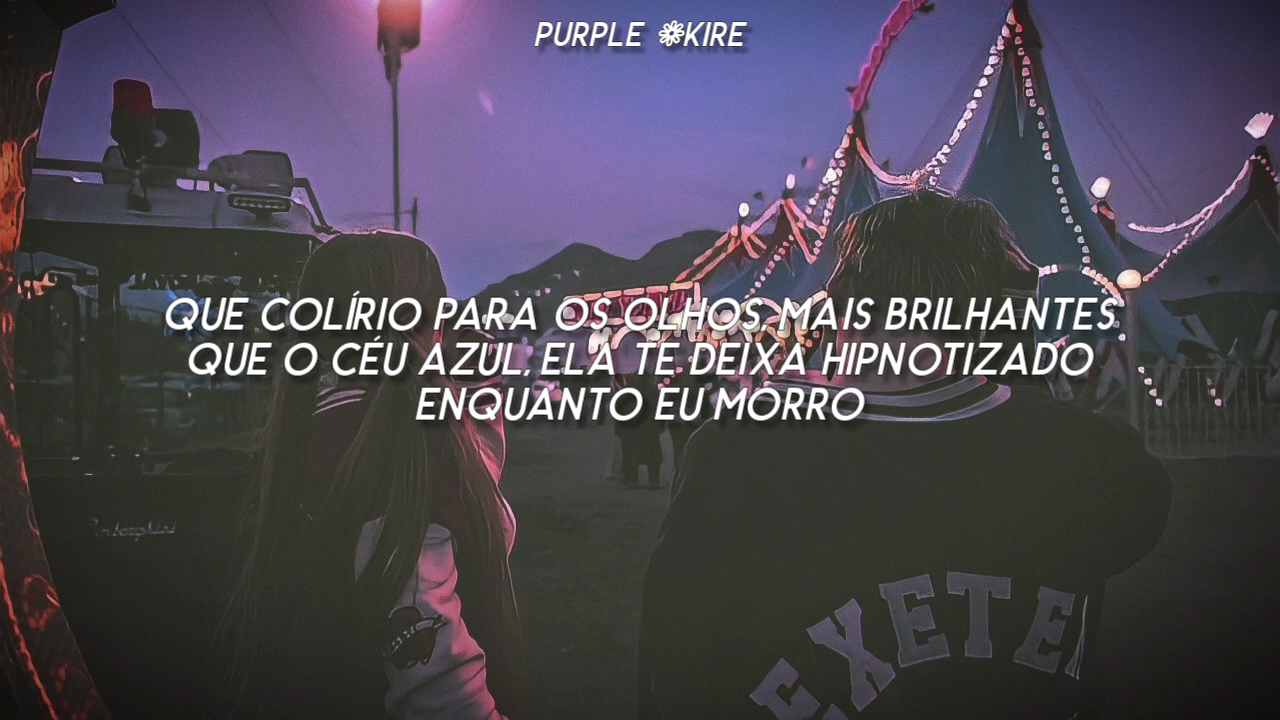 PURPLE ❁KIRE
QUE COLÍRIO PARA OS OLHOS, MAIS BRILHANTES
QUE O CÉU AZUL, ELA TE DEIXA HIPNOTIZADO
ENQUANTO EU MORRO
EXETE